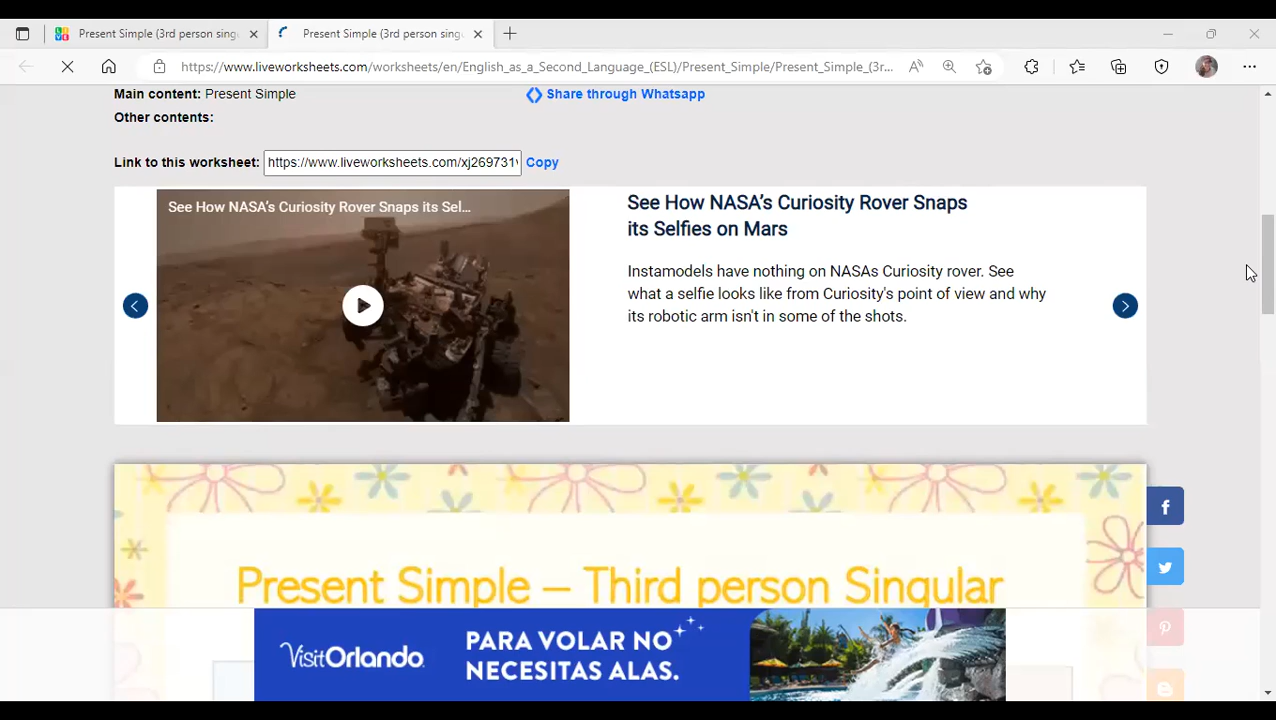 Present Simple (3rd person sing
Present Simple (3rd person sing
https://www.liveworksheets.com/worksheets/en/English_as_a_Second_Language_(ESL)/Present_Simple/Present_Simple_(3r...
Main content: Present Simple
Share through Whatsapp
Other contents:
Link to this worksheet: https://www.liveworksheets.com/xj269731 Copy
See How NASA's Curiosity Rover Snaps its Sel...
See How NASA's Curiosity Rover Snaps
its Selfies on Mars
Instamodels have nothing on NASAs Curiosity rover. See
what a selfie looks like from Curiosity's point of view and why
its robotic arm isn't in some of the shots.
Present Simple – Third person Singular
VisitOrlando.
PARA VOLAR NO
NECESITAS ALAS.